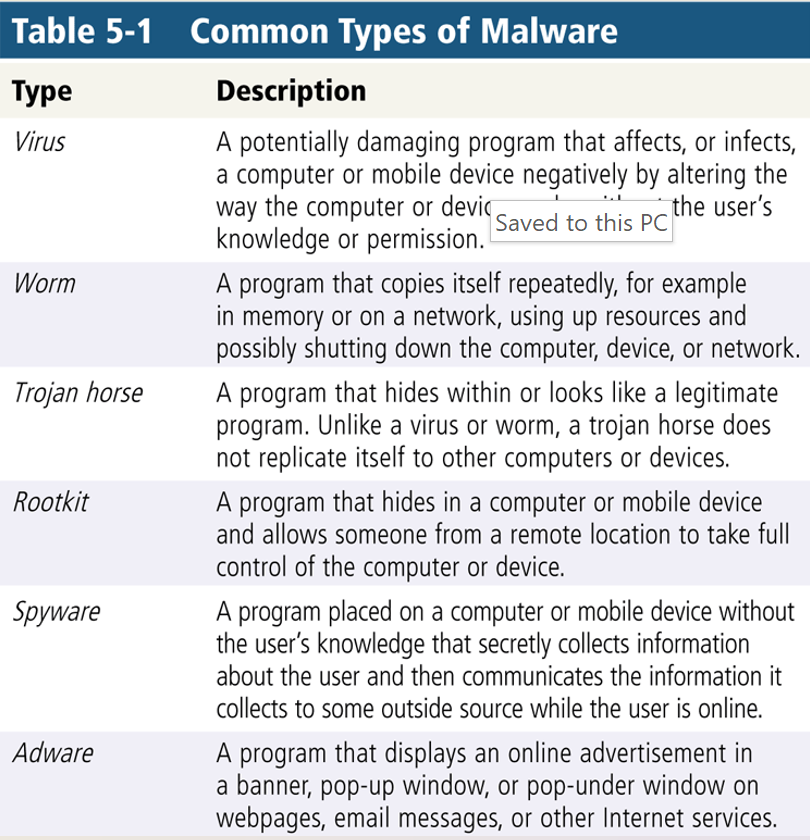 Table 5-1 Common Types of Malware
Type Description
Virus A potentially damaging program that affects, or infects,
a computer or mobile device negatively by altering the
way the computer or the user's
Saved to this PC
knowledge or permission.
Worm A program that copies itself repeatedly, for example
in memory or on a network, using up resources and
possibly shutting down the computer, device, or network.
Trojan horse A program that hides within or looks like a legitimate
program. Unlike a virus or worm, a trojan horse does
not replicate itself to other computers or devices.
Rootkit A program that hides in a computer or mobile device
and allows someone from a remote location to take full
control of the computer or device.
Spyware A program placed on a computer or mobile device without
the user's knowledge that secretly collects information
about the user and then communicates the information it
collects to some outside source while the user is online.
Adware A program that displays an online advertisement in
a banner, pop-up window, or pop-under window on
webpages, email messages, or other Internet services.